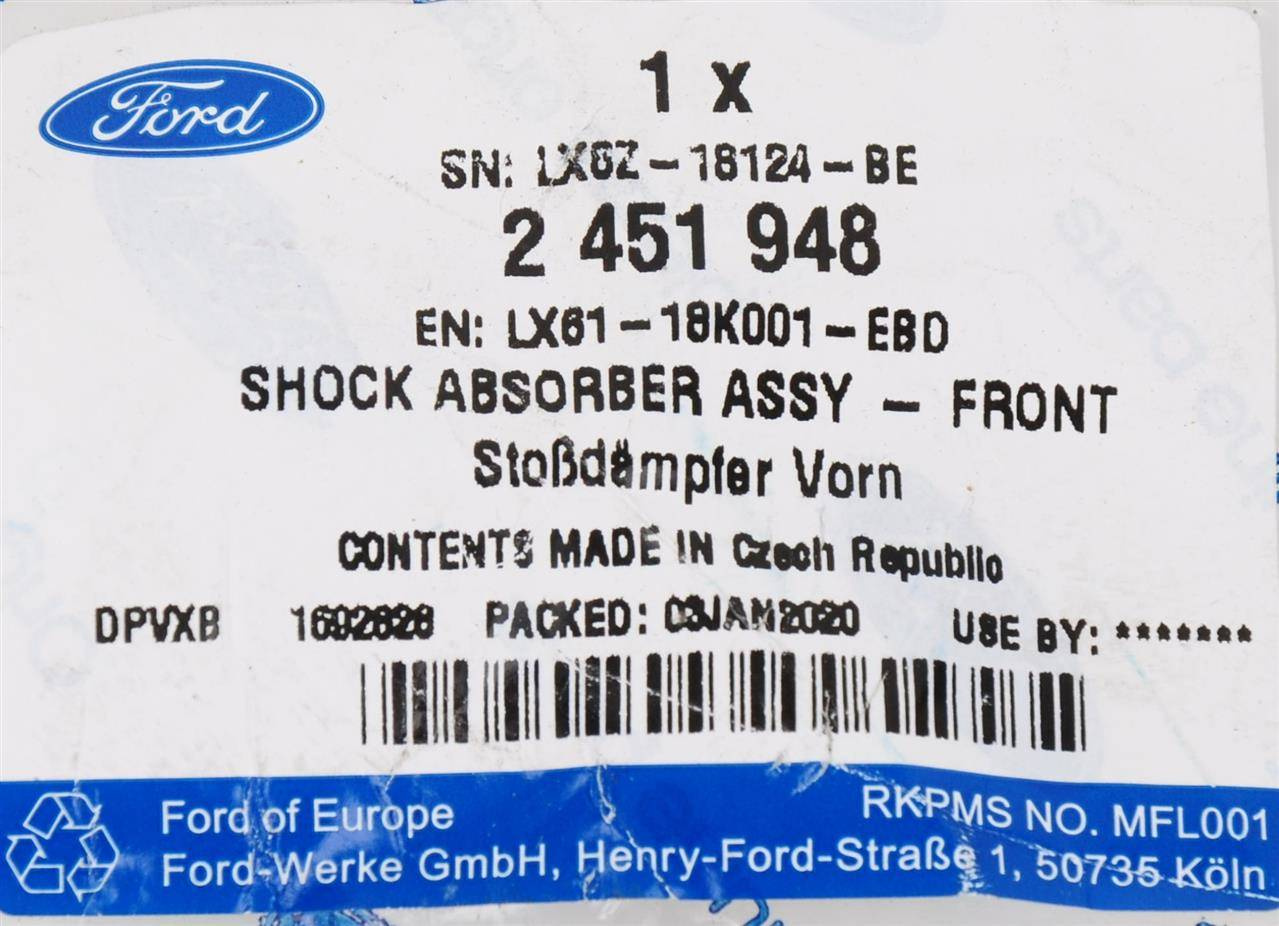 Ford
1 x
SN: LX6Z-18124-BE
2 451 948
EN: LX61-18K001-EBD
SHOCK ABSORBER ASSY - FRONT
Stoßdämpfer Vorn
CONTENTS MADE IN Czech Republic
DPVXB 1692828 PACKED: 03JAN2020 USE BY: *******
Ford of Europe
RKPMS NO. MFL001
Ford-Werke GmbH, Henry-Ford-Straße 1, 50735 Köln
parts